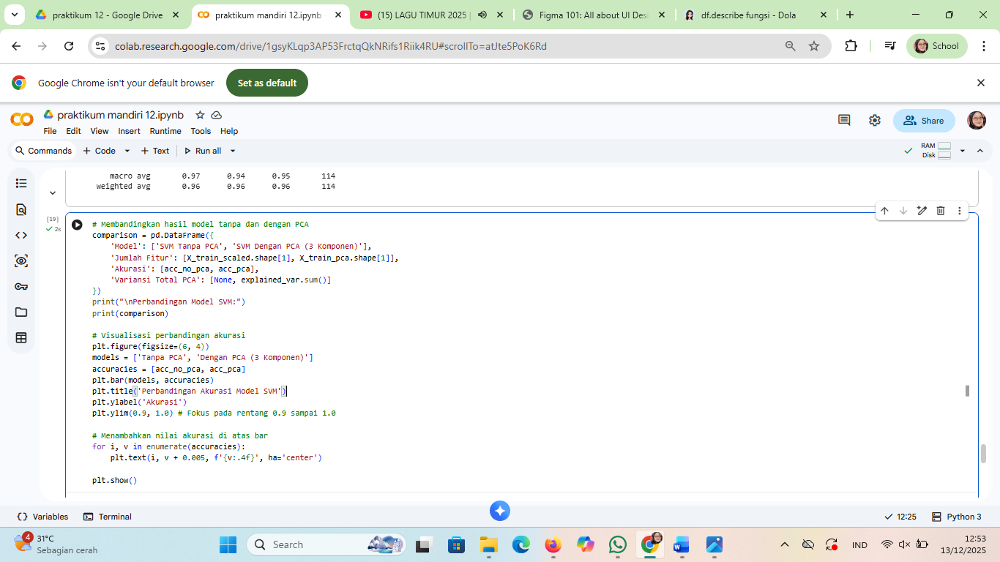 praktikum 12 - Google Drive
praktikum mandiri 12.ipynb
(15) LAGU TIMUR 2025 |
Figma 101: All about UI Des
df.describe fungsi - Dola
colab.research.google.com/drive/1gsyKLqp3AP53FrctqQkNRifs1Riik4RU#scrollTo=atJte5PoK6Rd
School
Google Chrome isn't your default browser
Set as default
praktikum mandiri 12.ipynb
File Edit View Insert Runtime Tools Help
Share
Commands + Code + Text Run all
RAM
Disk
macro avg 0.97 0.94 0.95 114
weighted avg 0.96 0.96 0.96 114
[19]
2s
# Membandingkan hasil model tanpa dan dengan PCA
comparison = pd.DataFrame({
'Model': ['SVM Tanpa PCA', 'SVM Dengan PCA (3 Komponen)'],
'Jumlah Fitur': [X_train_scaled.shape[1], X_train_pca.shape[1]],
'Akurasi': [acc_no_pca, acc_pca],
'Variansi Total PCA': [None, explained_var.sum()]
})
print("\nPerbandingan Model SVM:")
print(comparison)
# Visualisasi perbandingan akurasi
plt.figure(figsize=(6, 4))
models = ['Tanpa PCA', 'Dengan PCA (3 Komponen)']
accuracies = [acc_no_pca, acc_pca]
plt.bar(models, accuracies)
plt.title('Perbandingan Akurasi Model SVM')
plt.ylabel('Akurasi')
plt.ylim(0.9, 1.0) # Fokus pada rentang 0.9 sampai 1.0
# Menambahkan nilai akurasi di atas bar
for i, v in enumerate(accuracies):
plt.text(i, v + 0.005, f'{v:.4f}', ha='center')
plt.show()
Variables
Terminal
12:25
Python 3
4
31°C
Sebagian cerah
Search
IND
12:53
13/12/2025